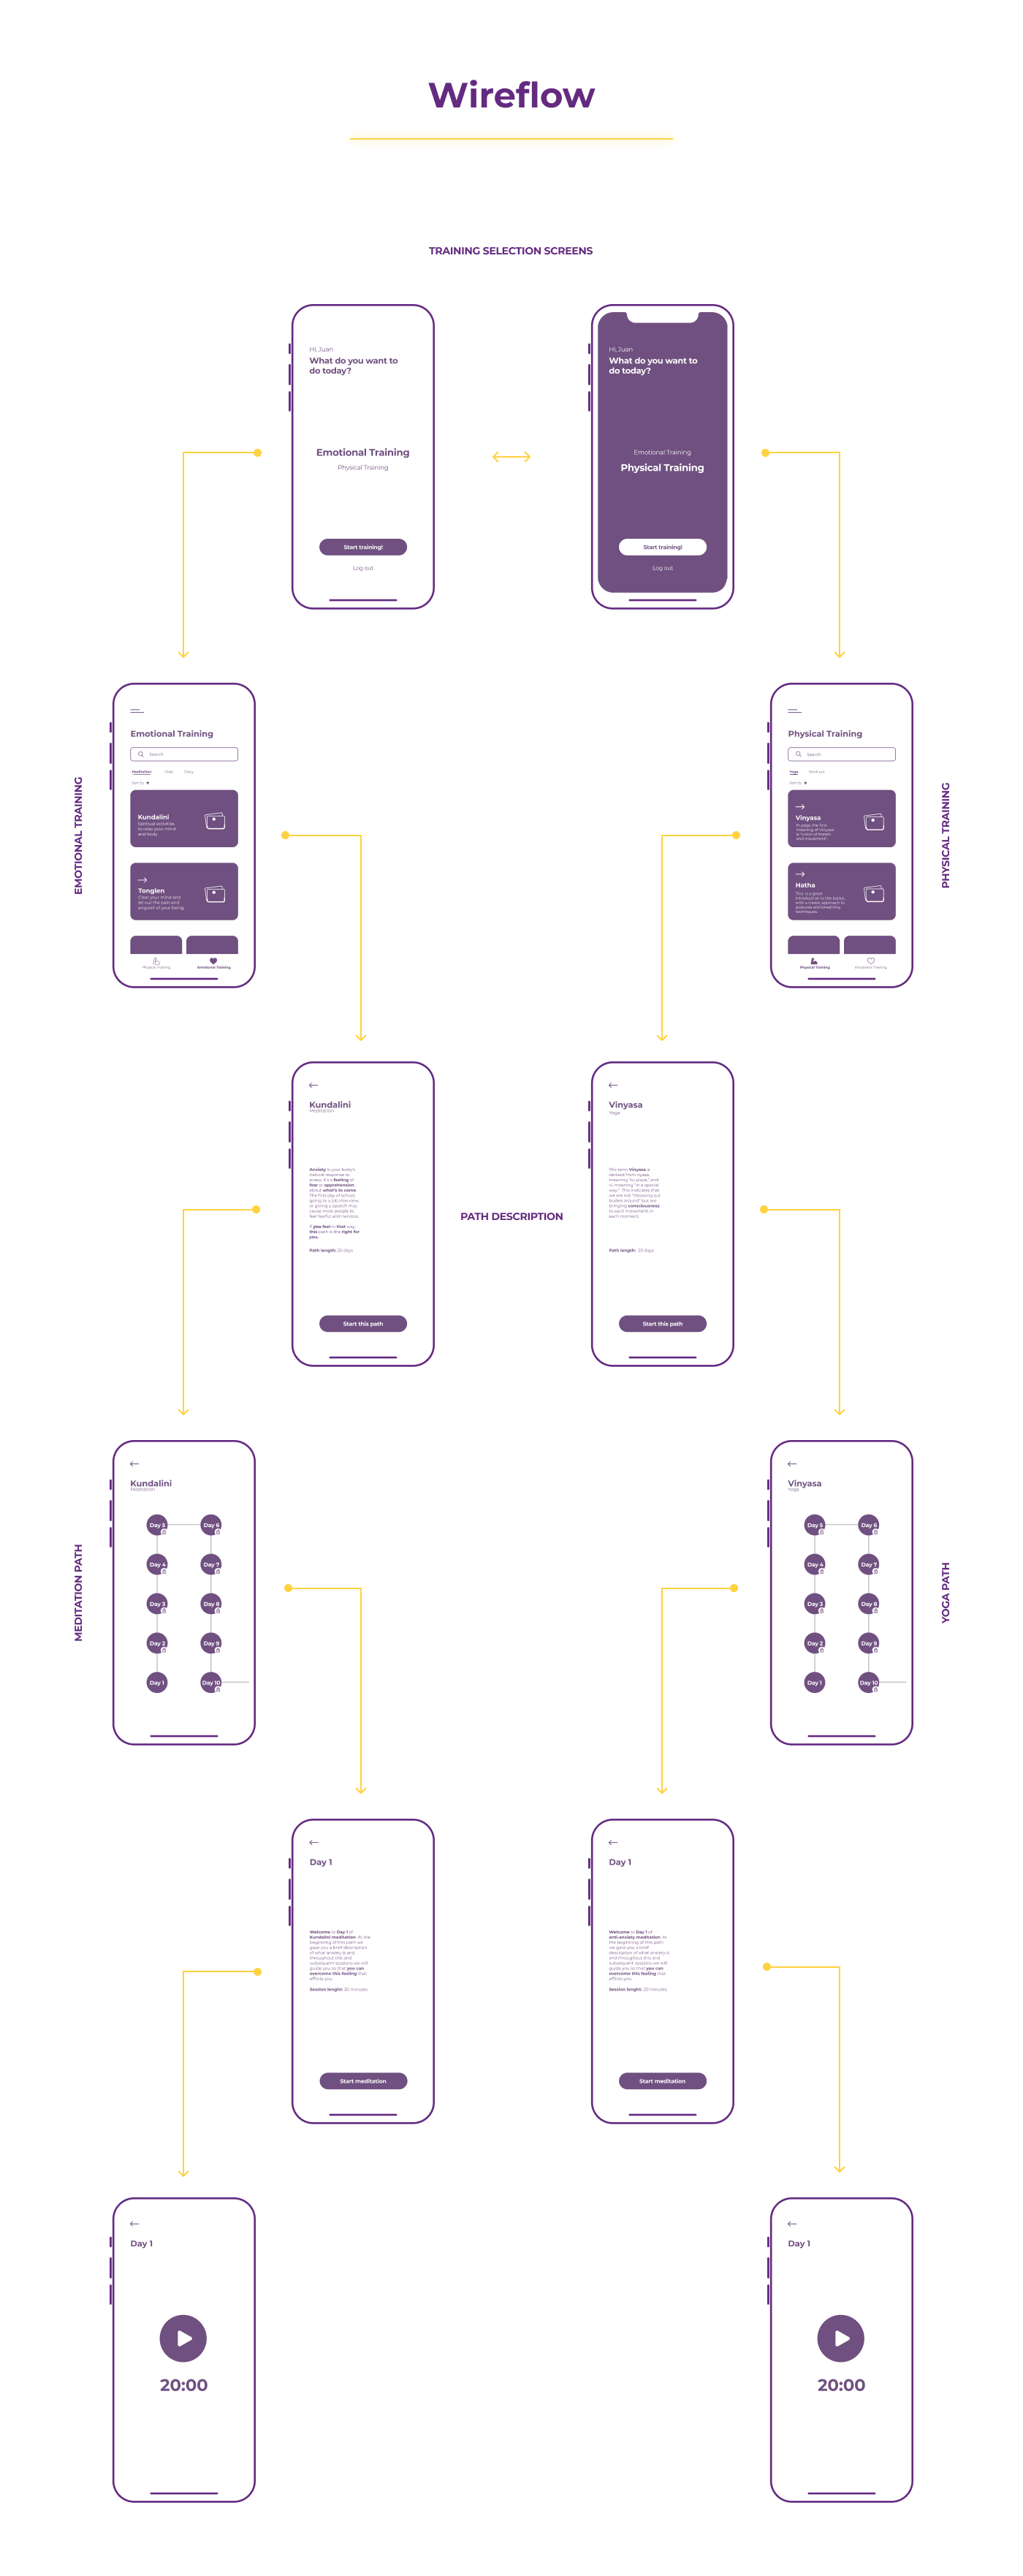 Wireflow
TRAINING SELECTION SCREENS
Hi, Juan
What do you want to
do today?
Emotional Training
Physical Training
Start training!
Log out
Hi, Juan
What do you want to
do today?
Emotional Training
Physical Training
Start training!
Log out
EMOTIONAL TRAINING
Emotional Training
Search
Meditation Chat Diary
Sort by
Kundalini
Spiritual activities
to relax your mind
and body
Tonglen
Clear your mind and
let out the pain and
anguish of your being.
Physical Training Emotional Training
PHYSICAL TRAINING
Physical Training
Search
Yoga Work out
Sort by
Vinyasa
In yoga, the first
meaning of Vinyasa
is "union of breath
and movement".
Hatha
This is a great
introduction to the basics,
with a classic approach to
postures and breathing
techniques.
Physical Training Emotional Training
Kundalini
Meditation
Anxiety is your body's
natural response to
stress. It's a feeling of
fear or apprehension
about what's to come.
The first day of school,
going to a job interview,
or giving a speech may
cause most people to
feel fearful and nervous.
If you feel in that way,
this path is the right for
you.
Path length: 20 days
Start this path
PATH DESCRIPTION
Vinyasa
Yoga
The term Vinyasa is
derived from nyasa,
meaning "to place," and
vi, meaning "in a special
way." This indicates that
we are not "throwing our
bodies around" but are
bringing consciousness
to each movement in
each moment.
Path length: 20 days
Start this path
MEDITATION PATH
Kundalini
Meditation
Day 5 Day 6
Day 4 Day 7
Day 3 Day 8
Day 2 Day 9
Day 1 Day 10
YOGA PATH
Vinyasa
Yoga
Day 5 Day 6
Day 4 Day 7
Day 3 Day 8
Day 2 Day 9
Day 1 Day 10
Day 1
Welcome to Day 1 of
Kundalini meditation. At the
beginning of this path we
gave you a brief description
of what anxiety is and
throughout this and
subsequent sessions we will
guide you so that you can
overcome this feeling that
afflicts you.
Session lenght: 20 minutes
Start meditation
Day 1
Welcome to Day 1 of
anti-anxiety meditation. At
the beginning of this path
we gave you a brief
description of what anxiety is
and throughout this and
subsequent sessions we will
guide you so that you can
overcome this feeling that
afflicts you.
Session lenght: 20 minutes
Start meditation
Day 1
20:00
Day 1
20:00